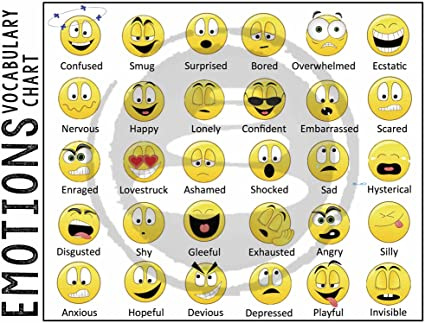 EMOTIONS
VOCABULARY
CHART
Confused Smug Surprised Bored Overwhelmed Ecstatic
Nervous Happy Lonely Confident Embarrassed Scared
Enraged Lovestruck Ashamed Shocked Sad Hysterical
Disgusted Shy Gleeful Exhausted Angry Silly
Anxious Hopeful Devious Depressed Playful Invisible